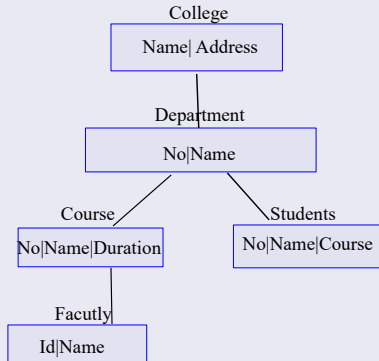 College
Name| Address
Department
No|Name
Course
Students
No|Name|Duration
No|Name|Course
Facutly
Id|Name